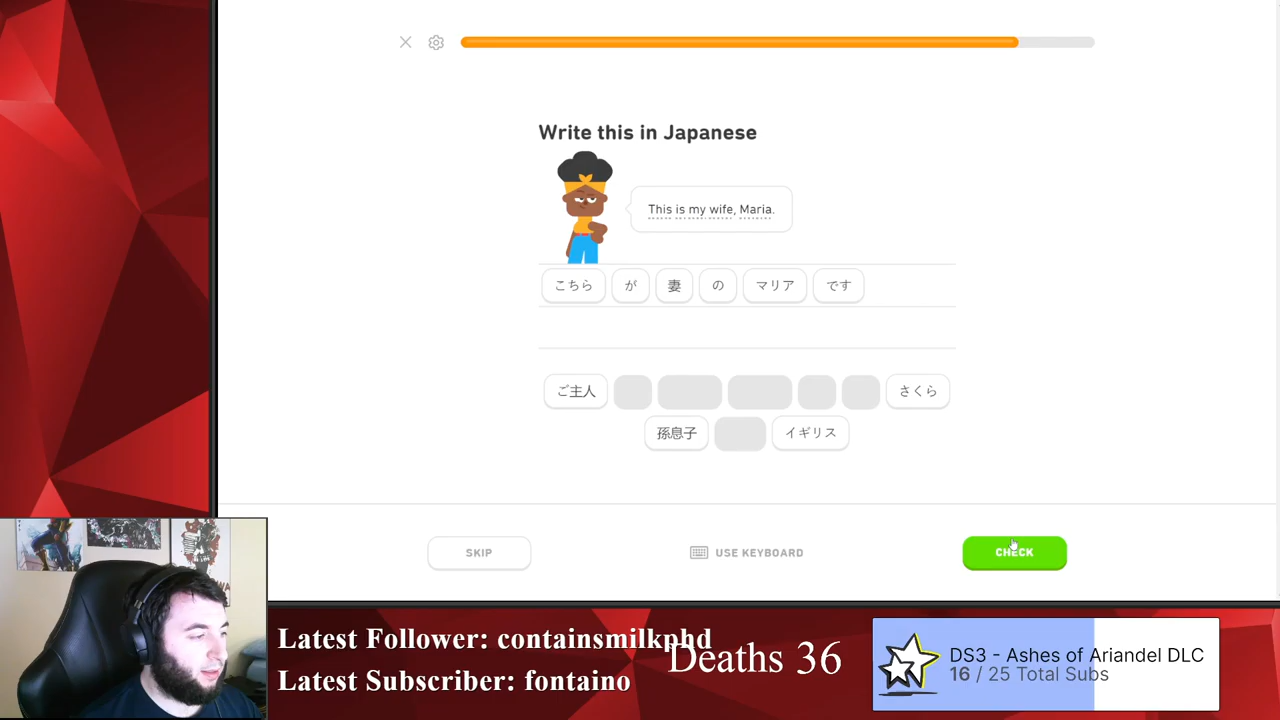 Write this in Japanese
This is my wife, Maria.
こちら が 妻 の マリア です
ご主人 さくら
孫息子 イギリス
SKIP USE KEYBOARD CHECK
Latest Follower: containsmilkphd
Latest Subscriber: fontaino
Deaths 36
DS3 - Ashes of Ariandel DLC
16 / 25 Total Subs